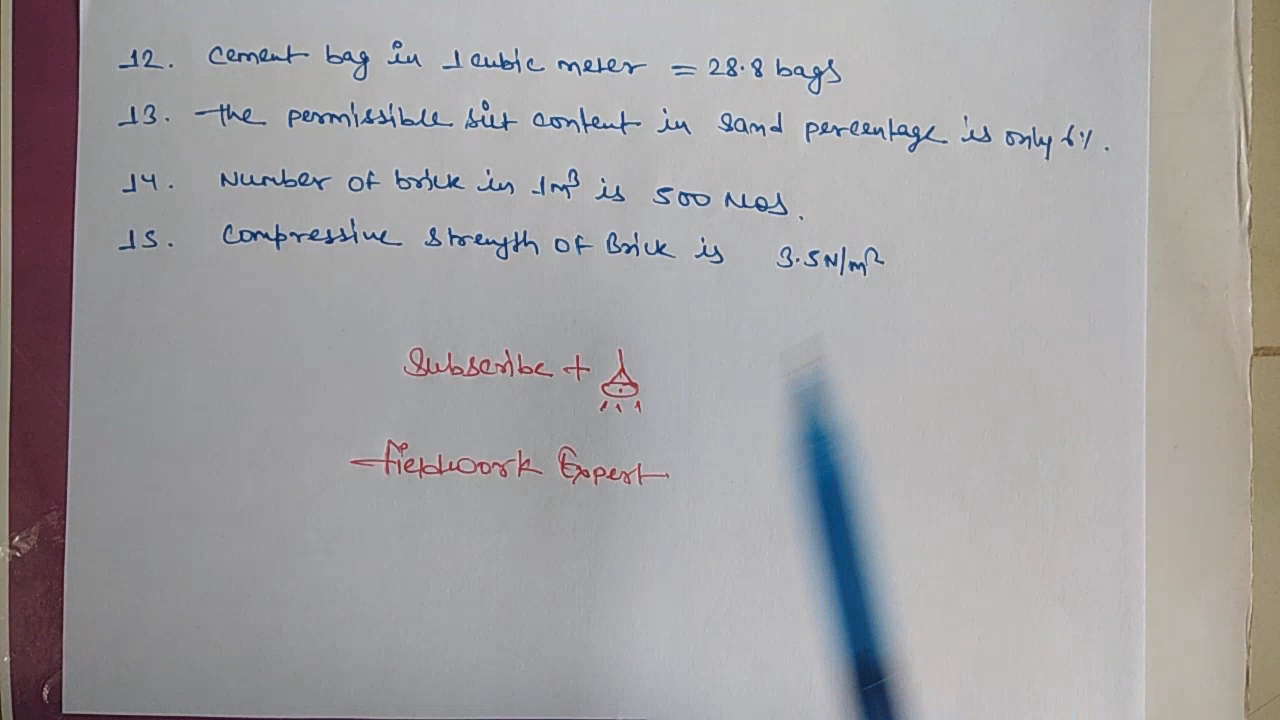 12. Cement bag in 1 cubic meter = 28.8 bags
13. the permissible silt content in sand percentage is only 6%.
14. Number of brick in 1m³ is 500 Nos.
15. Compressive strength of Brick is 3.5N/m²
Subscribe +
fieldwork Expert